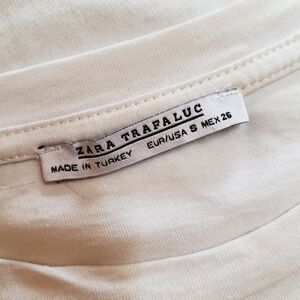 ZARA TRAFALUC
MADE IN TURKEY EUR/USA S MEX 26